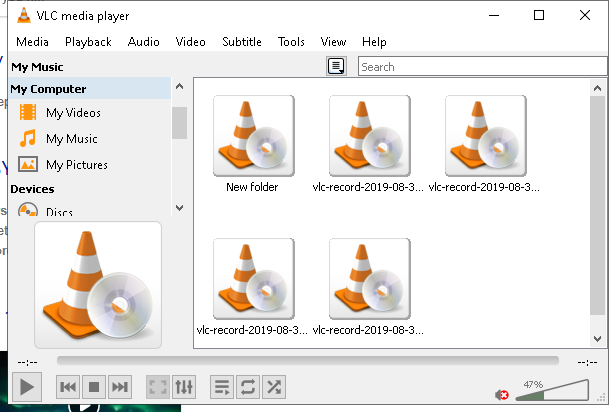 VLC media player
Media Playback Audio Video Subtitle Tools View Help
My Music
Search
My Computer
My Videos
My Music
My Pictures
Devices
Discs
New folder
vlc-record-2019-08-3...
vlc-record-2019-08-3...
vlc-record-2019-08-3...
vlc-record-2019-08-3...
--:--
--:--
47%